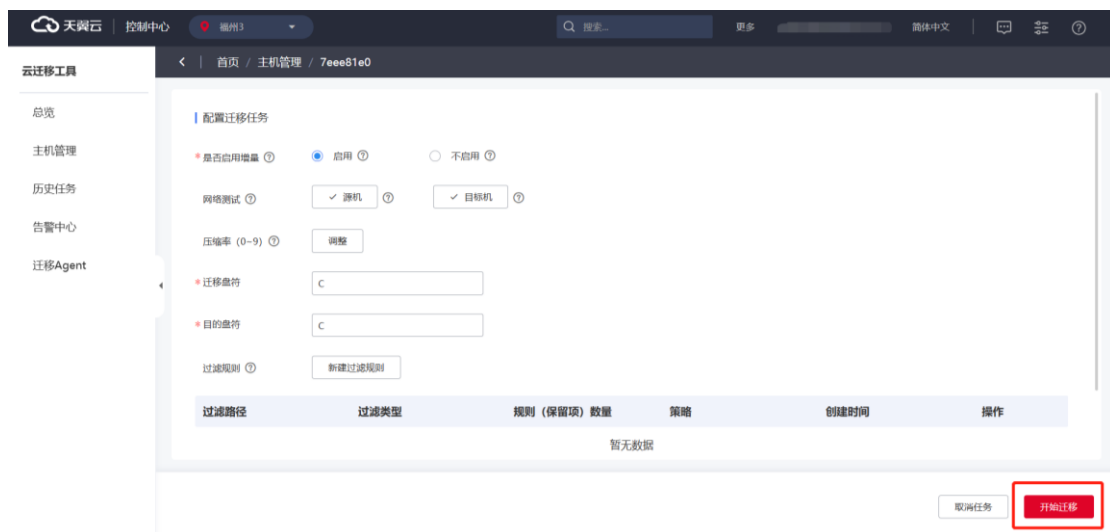 天翼云 控制中心 福州3 搜索... 更多 简体中文
云迁移工具
首页 / 主机管理 / 7eee81e0
总览
主机管理
历史任务
告警中心
迁移Agent
配置迁移任务
* 是否启用增量 启用 不启用
网络测试 源机 目标机
压缩率（0-9） 调整
* 迁移盘符 C
* 目的盘符 C
过滤规则 新建过滤规则
过滤路径 过滤类型 规则（保留项）数量 策略 创建时间 操作
暂无数据
取消任务 开始迁移